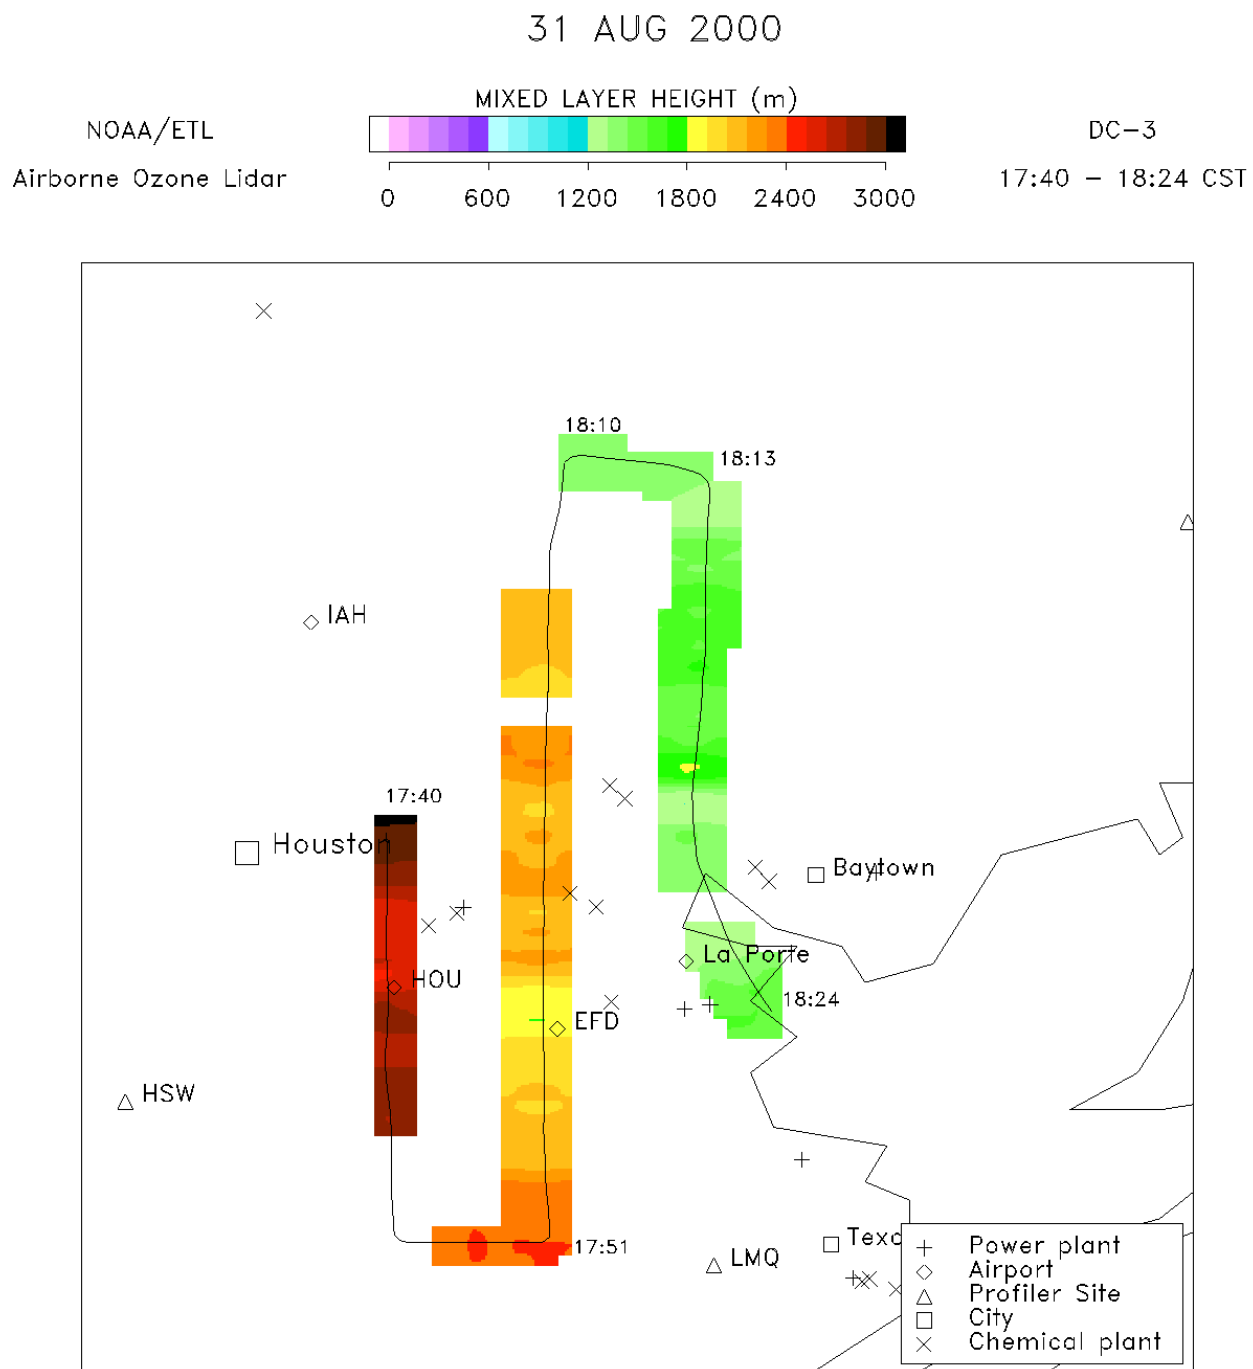 31 AUG 2000
MIXED LAYER HEIGHT (m)
NOAA/ETL
DC-3
Airborne Ozone Lidar
17:40 - 18:24 CST
0 600 1200 1800 2400 3000
18:10
18:13
IAH
17:40
Houston
Baytown
La Porte
HOU
18:24
EFD
HSW
17:51
LMQ
Texc
Power plant
Airport
Profiler Site
City
Chemical plant